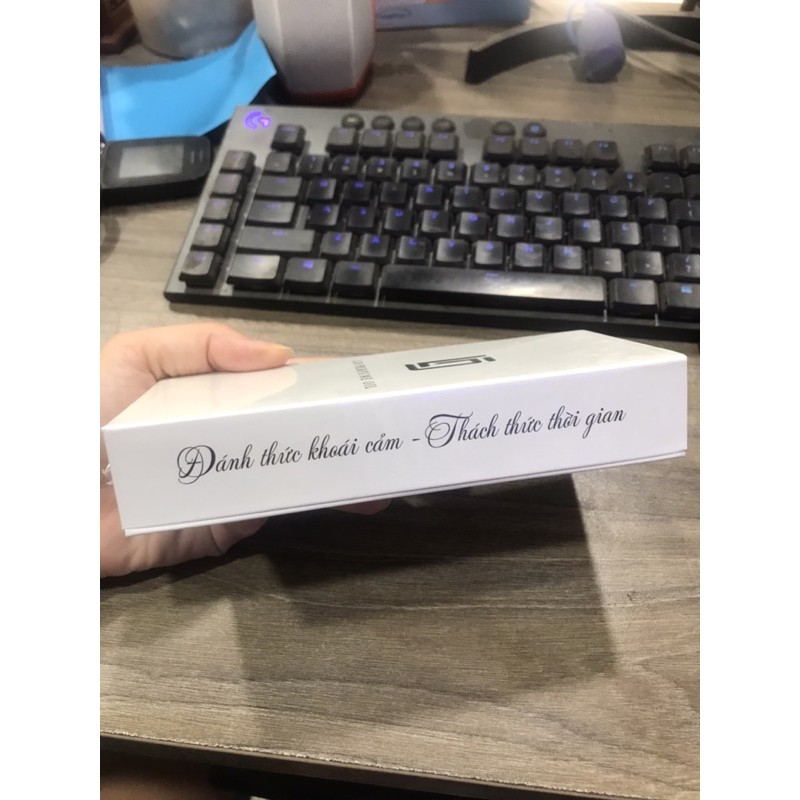 Đánh thức khoái cảm - Thách thức thời gian